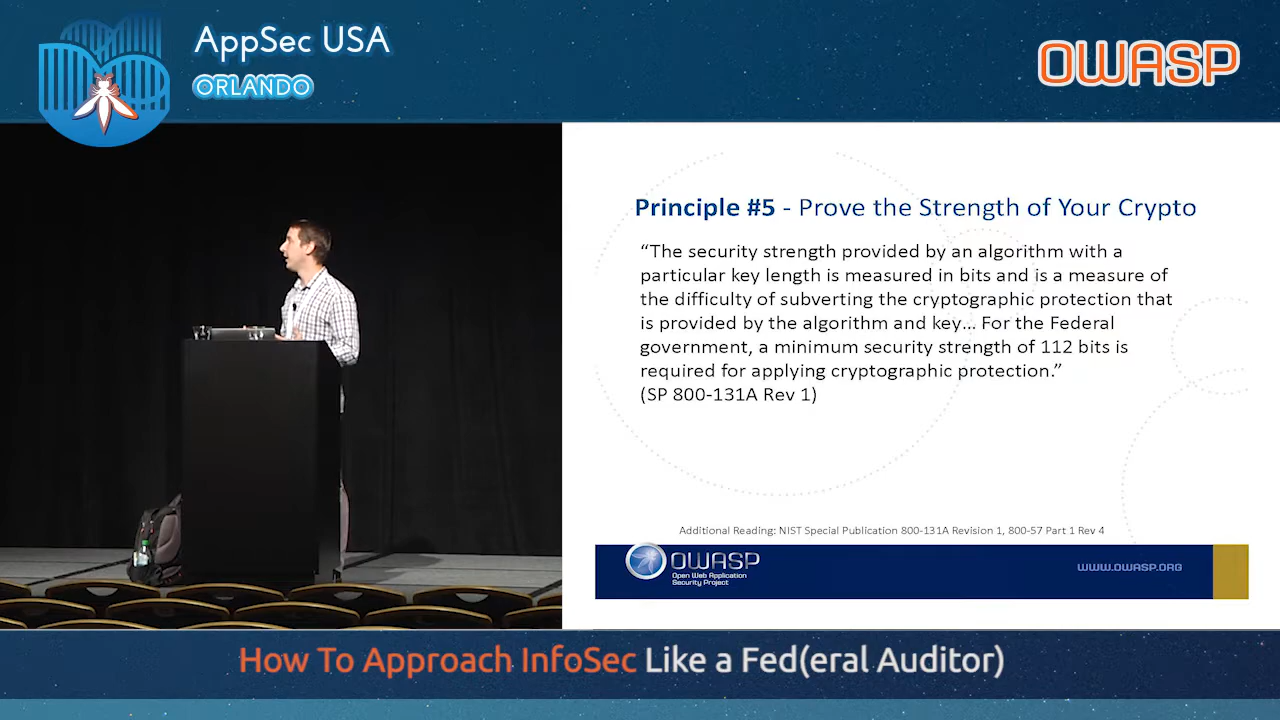 AppSec USA
ORLANDO
OWASP
Principle #5 - Prove the Strength of Your Crypto
“The security strength provided by an algorithm with a
particular key length is measured in bits and is a measure of
the difficulty of subverting the cryptographic protection that
is provided by the algorithm and key… For the Federal
government, a minimum security strength of 112 bits is
required for applying cryptographic protection.”
(SP 800-131A Rev 1)
Additional Reading: NIST Special Publication 800-131A Revision 1, 800-57 Part 1 Rev 4
OWASP
Open Web Application
Security Project
WWW.OWASP.ORG
How To Approach InfoSec Like a Fed(eral Auditor)